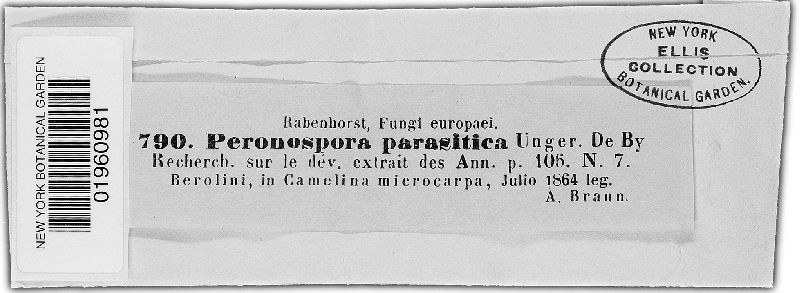 NEW YORK BOTANICAL GARDEN
01960981
NEW YORK
ELLIS
COLLECTION
BOTANICAL GARDEN.
Rabenhorst, Fungi europaei.
790. Peronospora parasitica Unger. De By
Recherch. sur le dév. extrait des Ann. p. 106. N. 7.
Berolini, in Camelina microcarpa, Julio 1864 leg.
A. Braun.